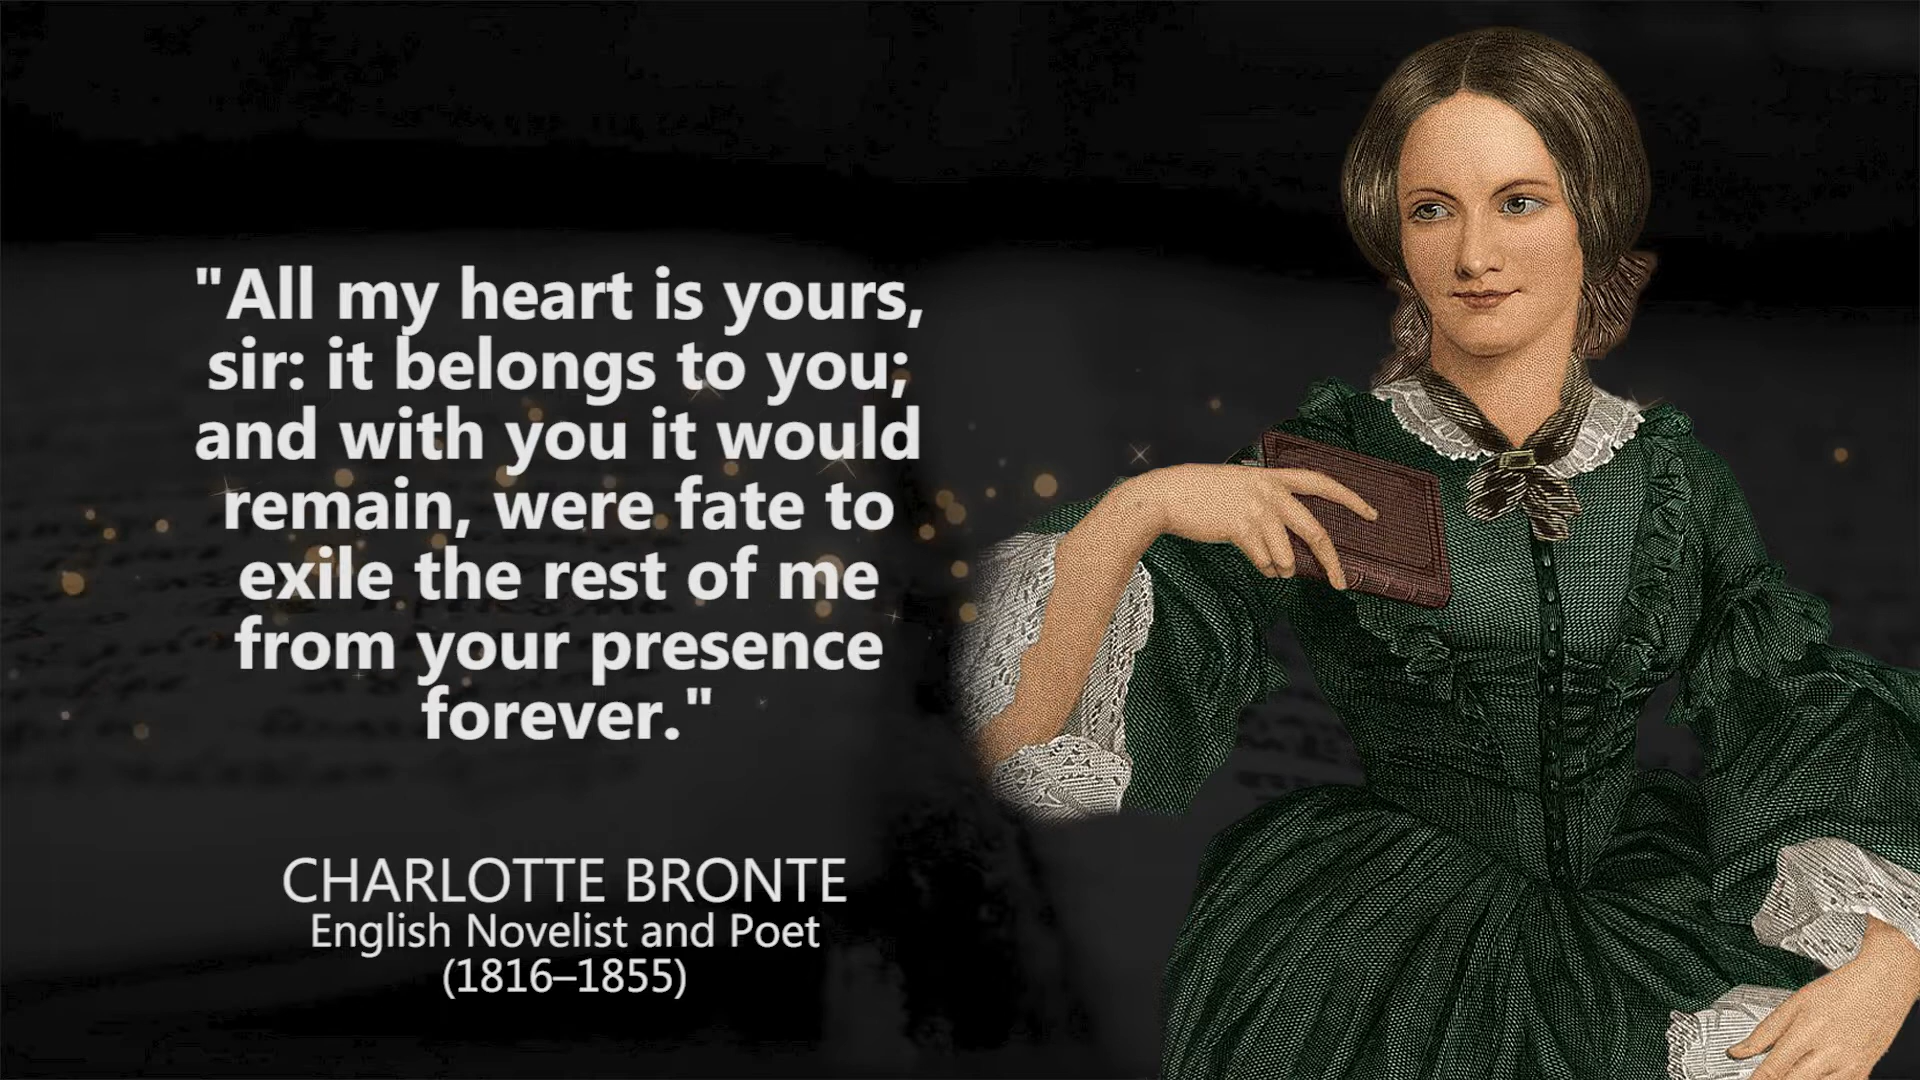 "All my heart is yours,
sir: it belongs to you;
and with you it would
remain, were fate to
exile the rest of me
from your presence
forever."
CHARLOTTE BRONTE
English Novelist and Poet
(1816–1855)